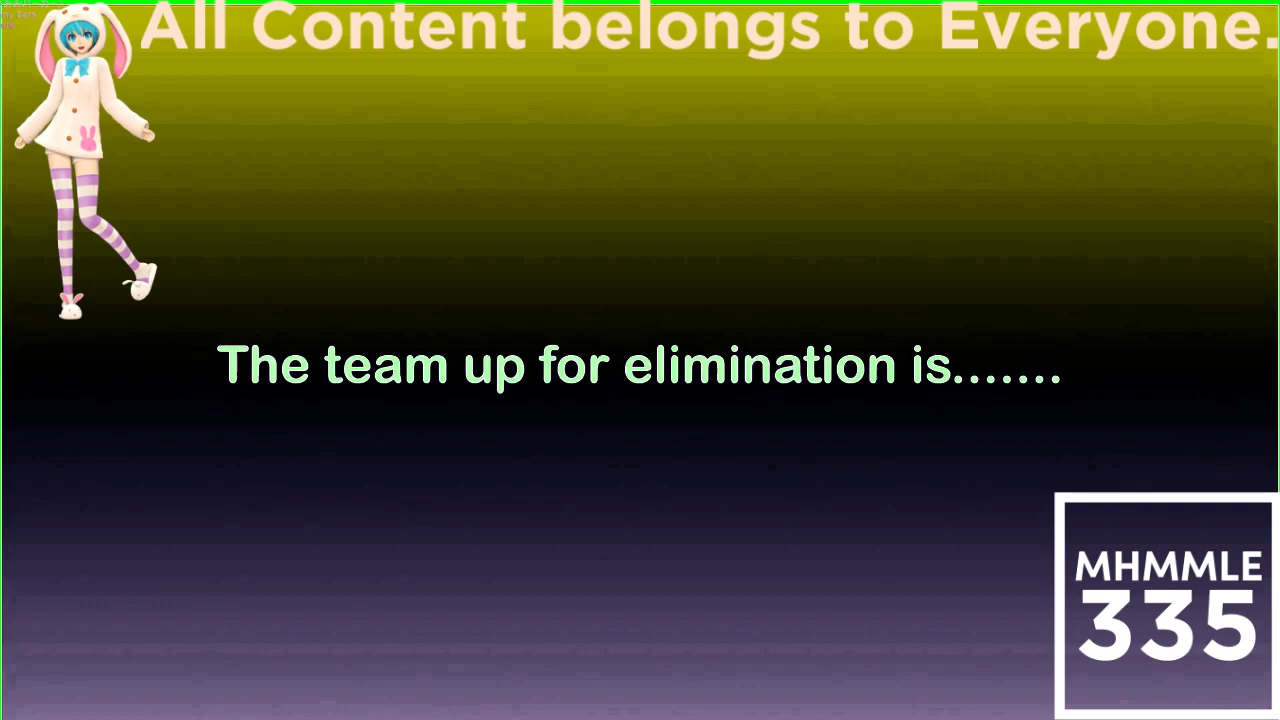 All Content belongs to Everyone.
The team up for elimination is.......
MHMMLE
335